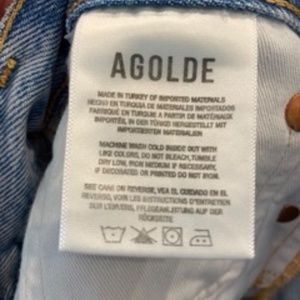 AGOLDE
MADE IN TURKEY OF IMPORTED MATERIALS
HECHO EN TURQUIA DE MATERIALES IMPORTADOS
FABRIQUÉ EN TURQUIE A PARTIR DE MATÉRIAUX
IMPORTÉS, IN DER TÜRKEI HERGESTELLT MIT
IMPORTIERTEN MATERIALIEN
MACHINE WASH COLD INSIDE OUT WITH
LIKE COLORS, DO NOT BLEACH, TUMBLE
DRY LOW, IRON MEDIUM IF NECESSARY,
IF DECORATED OR PRINTED DO NOT IRON.
SEE CARE ON REVERSE, VEA EL CUIDADO EN EL
REVERSO, VOIR LES INSTRUCTIONS D'ENTRETIEN
SUR L'ENVERS, PFLEGEANLEITUNG AUF DER
RÜCKSEITE